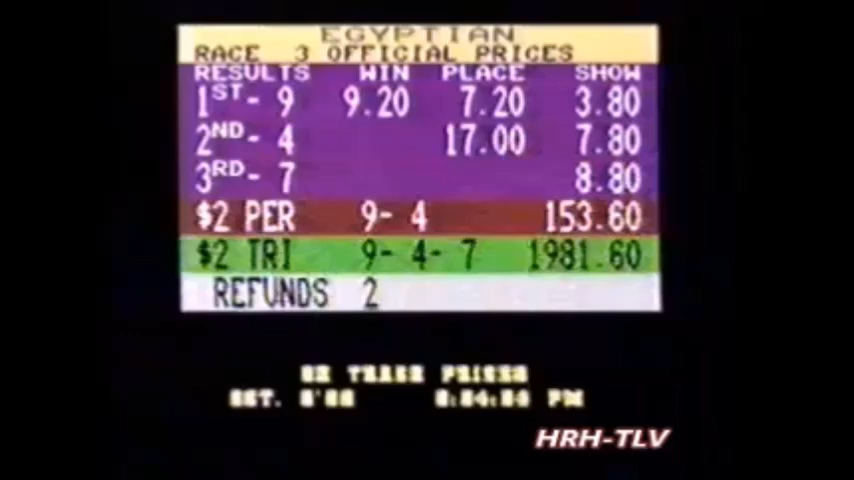 EGYPTIAN
RACE 3 OFFICIAL PRICES
RESULTS WIN PLACE SHOW
1ST- 9 9.20 7.20 3.80
2ND- 4 17.00 7.80
3RD- 7 8.80
$2 PER 9- 4 153.60
$2 TRI 9- 4- 7 1981.60
REFUNDS 2
PM
HRH-TLV